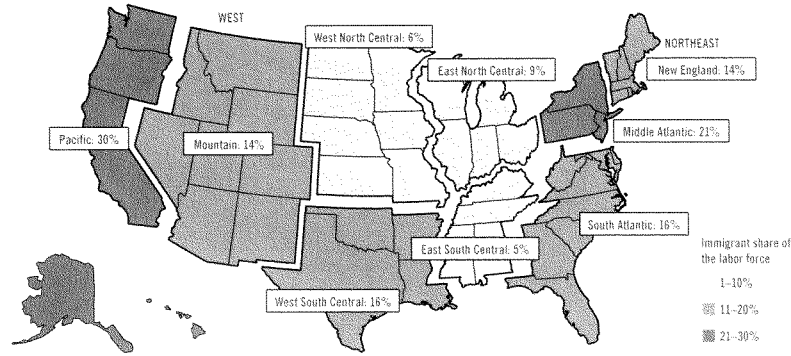 WEST
West North Central: 6%
NORTHEAST
East North Central: 9%
New England: 14%
Pacific: 30%
Mountain: 14%
Middle Atlantic: 21%
South Atlantic: 16%
East South Central: 5%
West South Central: 16%
Immigrant share of
the labor force
1–10%
11–20%
21–30%